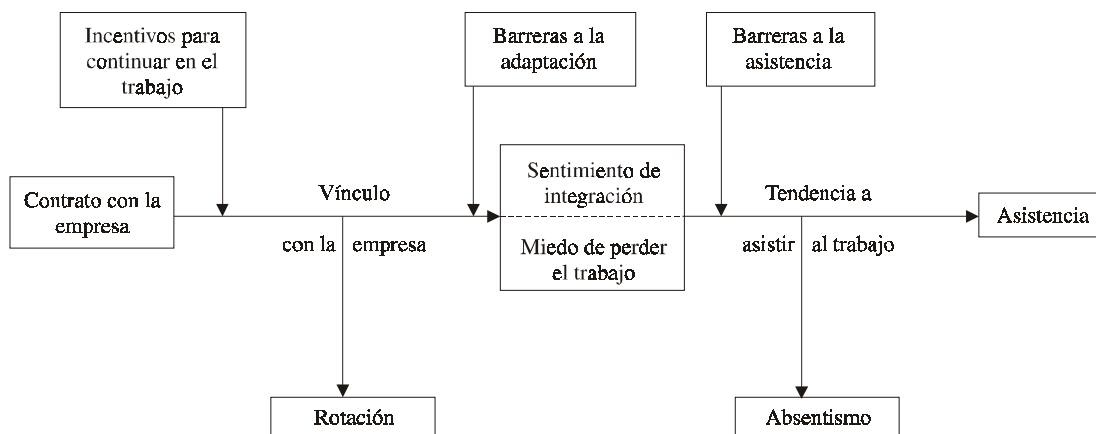 Incentivos para
continuar en el
trabajo
Barreras a la
adaptación
Barreras a la
asistencia
Contrato con la
empresa
Vínculo
con la empresa
Sentimiento de
integración
Miedo de perder
el trabajo
Tendencia a
asistir al trabajo
Asistencia
Rotación
Absentismo